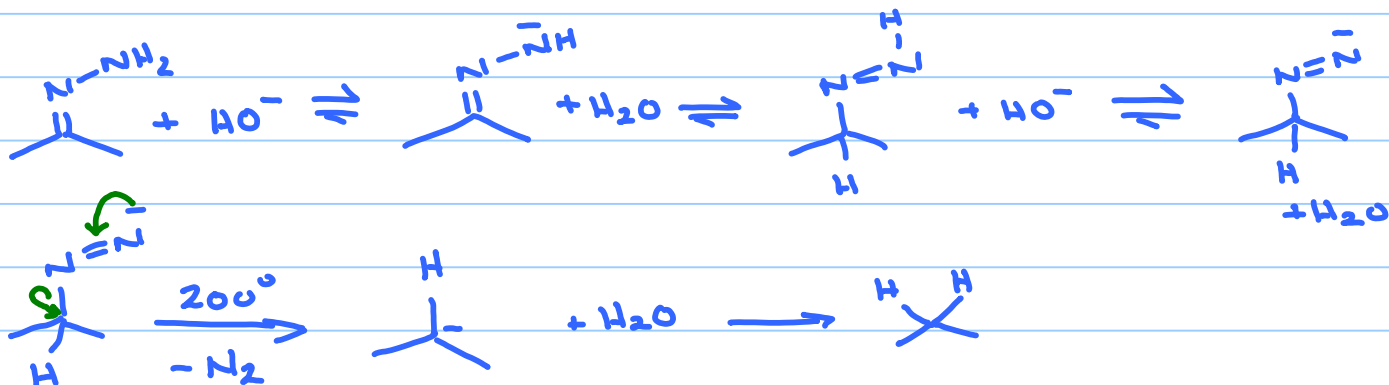 N-NH₂ + HO⁻ ⇌ N-N̄H + H₂O ⇌ H N=N H + HO⁻ ⇌ N=N̄ H + H₂O
N=N̄ H 200° -N₂ → H - + H₂O → H H